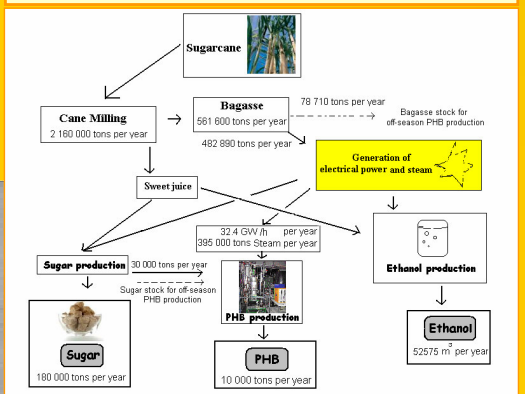 Sugarcane
Cane Milling
2 160 000 tons per year
Bagasse
561 600 tons per year
78 710 tons per year
Bagasse stock for
off-season PHB production
482 890 tons per year
Generation of
electrical power and steam
Sweet juice
32.4 GW /h per year
395 000 tons Steam per year
Sugar production
30 000 tons per year
Sugar stock for off-season
PHB production
PHB production
Ethanol production
Sugar
180 000 tons per year
PHB
10 000 tons per year
Ethanol
52575 m³ per year